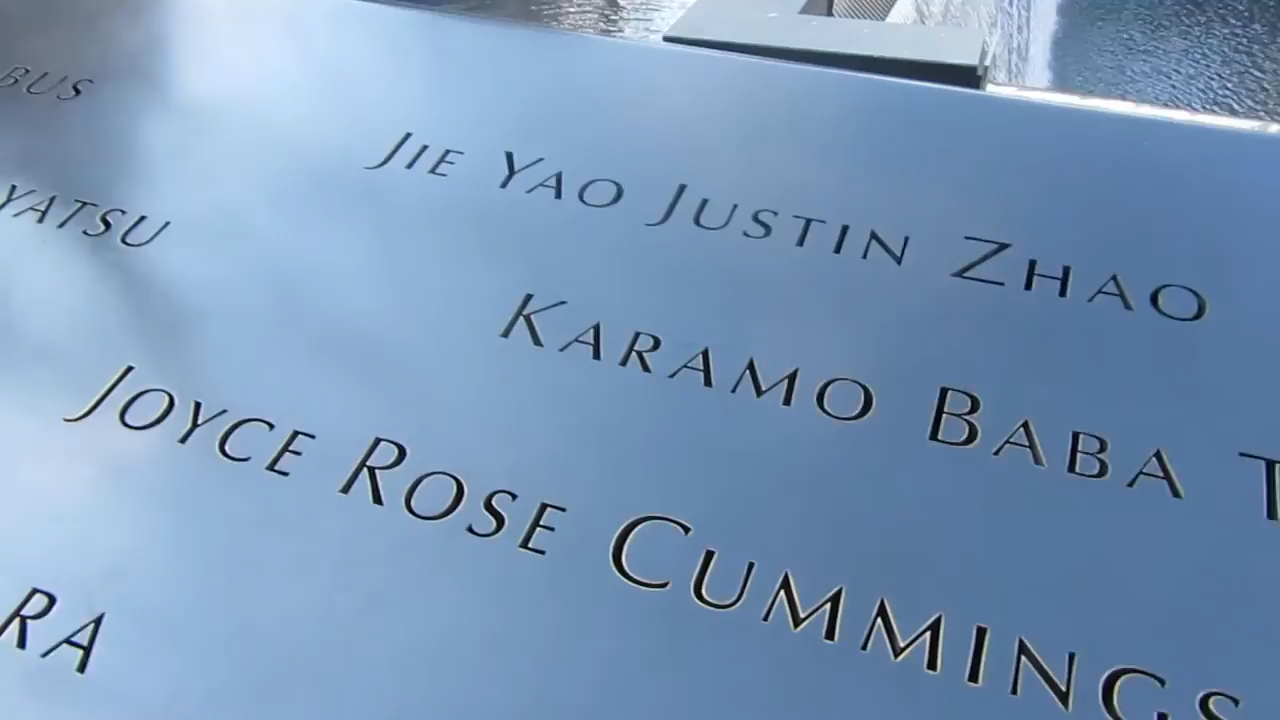 BUS
JIE YAO JUSTIN ZHAO
YATSU
KARAMO BABA T
JOYCE ROSE CUMMINGS
RA